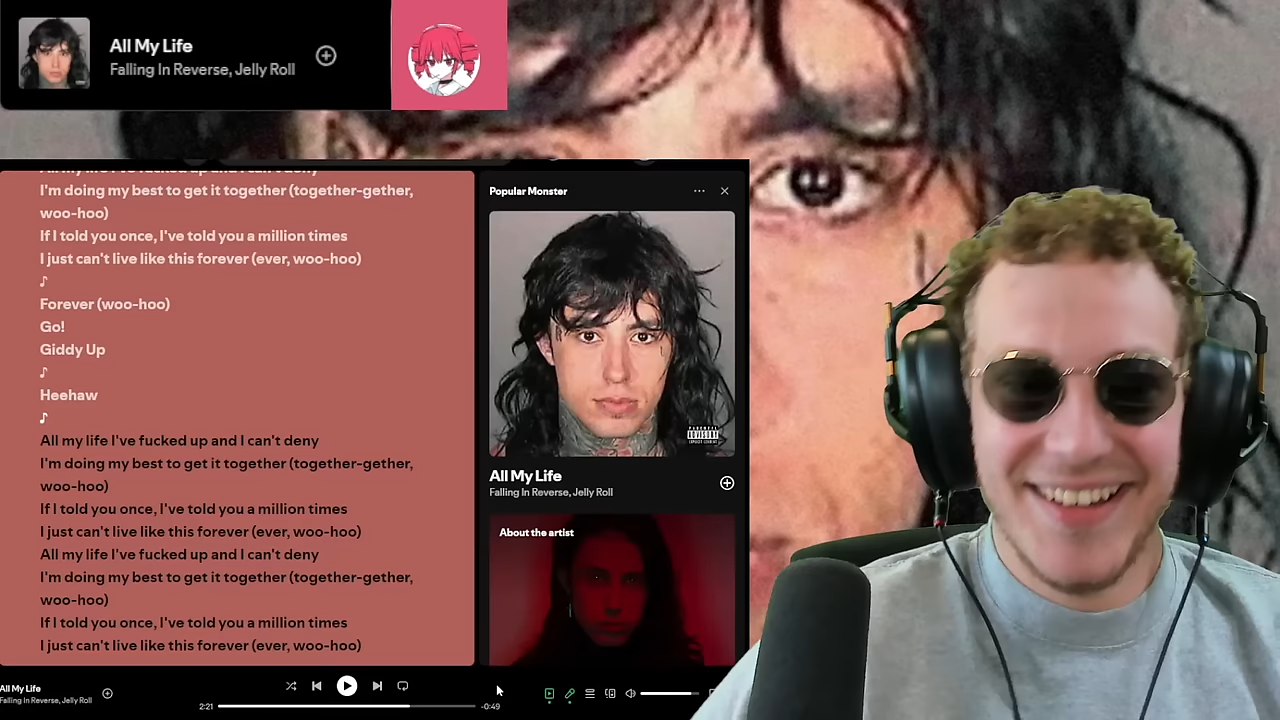 All My Life
Falling In Reverse, Jelly Roll
I'm doing my best to get it together (together-gether,
woo-hoo)
If I told you once, I've told you a million times
I just can't live like this forever (ever, woo-hoo)
♪
Forever (woo-hoo)
Go!
Giddy Up
♪
Heehaw
♪
All my life I've fucked up and I can't deny
I'm doing my best to get it together (together-gether,
woo-hoo)
If I told you once, I've told you a million times
I just can't live like this forever (ever, woo-hoo)
All my life I've fucked up and I can't deny
I'm doing my best to get it together (together-gether,
woo-hoo)
If I told you once, I've told you a million times
I just can't live like this forever (ever, woo-hoo)
Popular Monster
PARENTAL
ADVISORY
EXPLICIT CONTENT
All My Life
Falling In Reverse, Jelly Roll
About the artist
All My Life
Falling In Reverse, Jelly Roll
2:21
-0:49